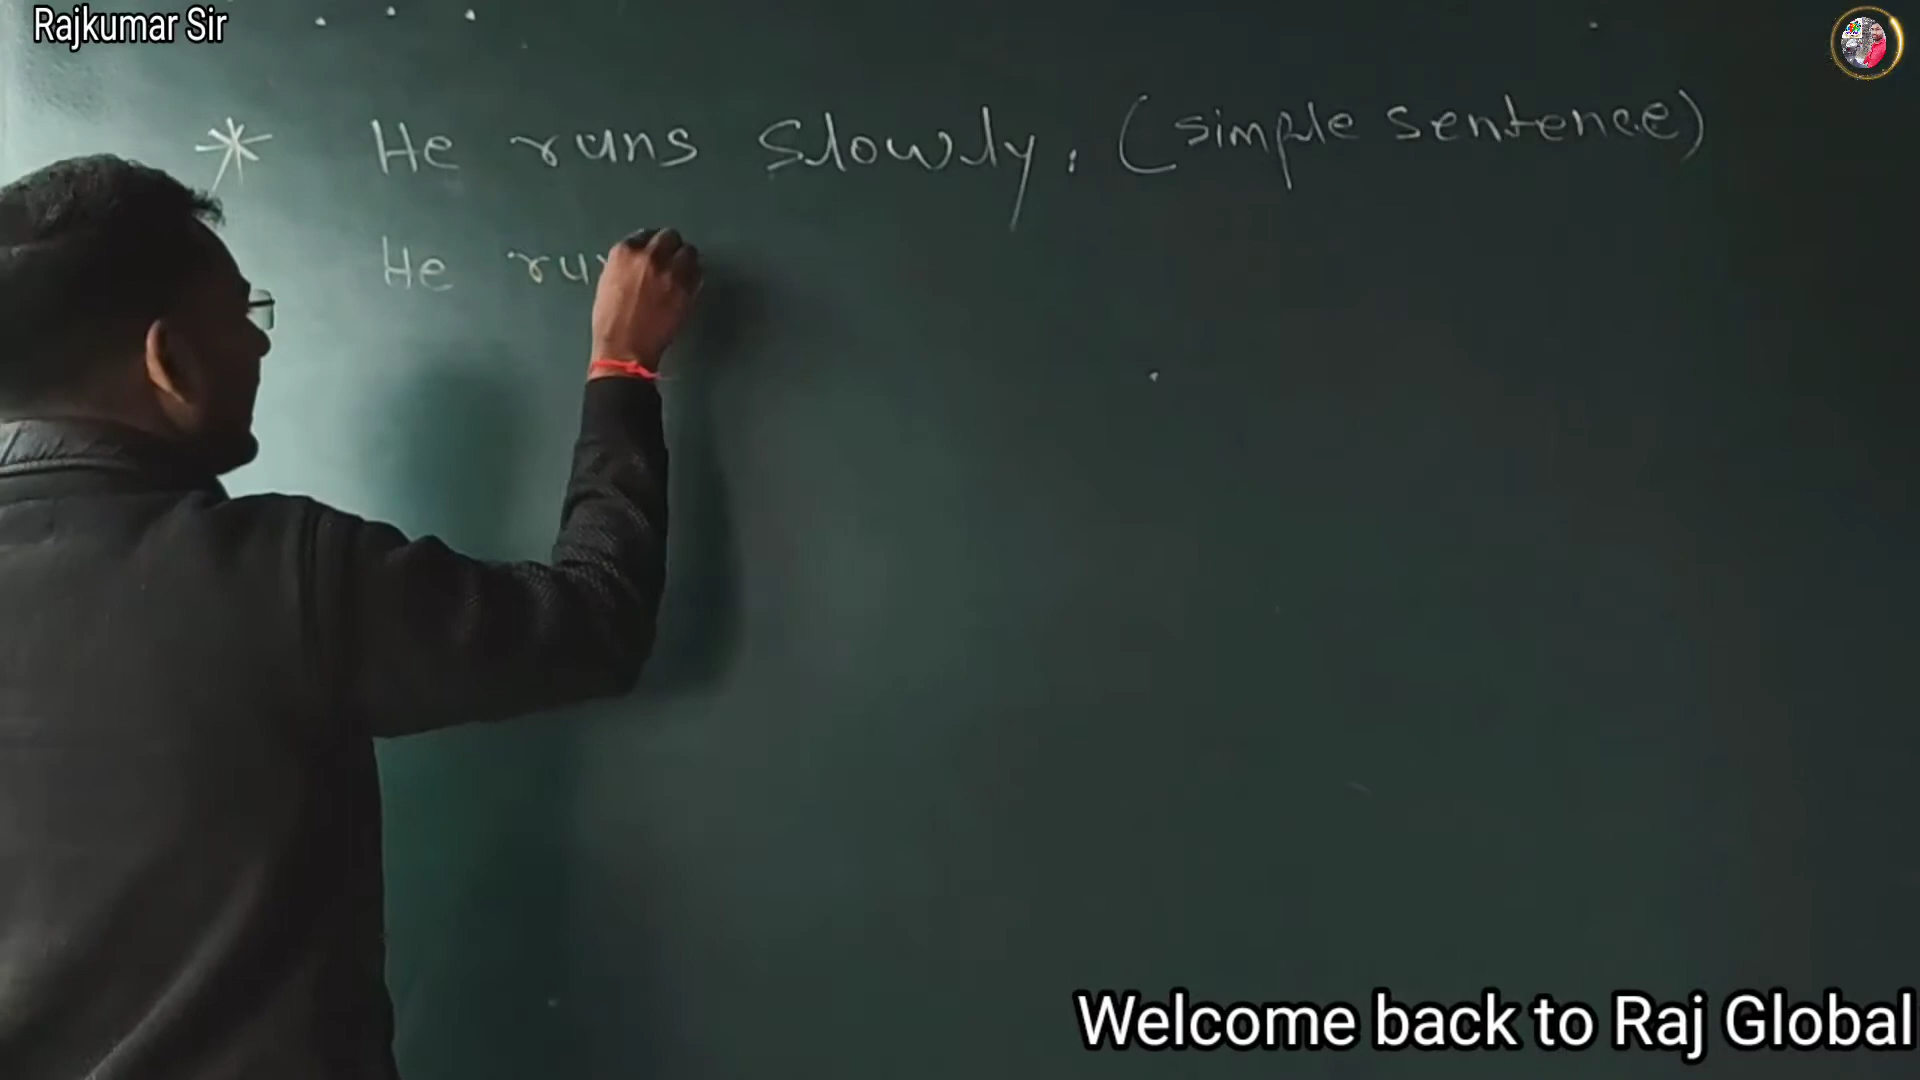 Rajkumar Sir
* He runs slowly. (simple sentence)
He
Welcome back to Raj Global